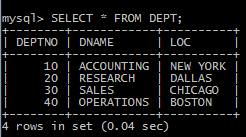 mysql> SELECT * FROM DEPT;
+--------+------------+----------+
| DEPTNO | DNAME      | LOC      |
+--------+------------+----------+
|     10 | ACCOUNTING | NEW YORK |
|     20 | RESEARCH   | DALLAS   |
|     30 | SALES      | CHICAGO  |
|     40 | OPERATIONS | BOSTON   |
+--------+------------+----------+
4 rows in set (0.04 sec)